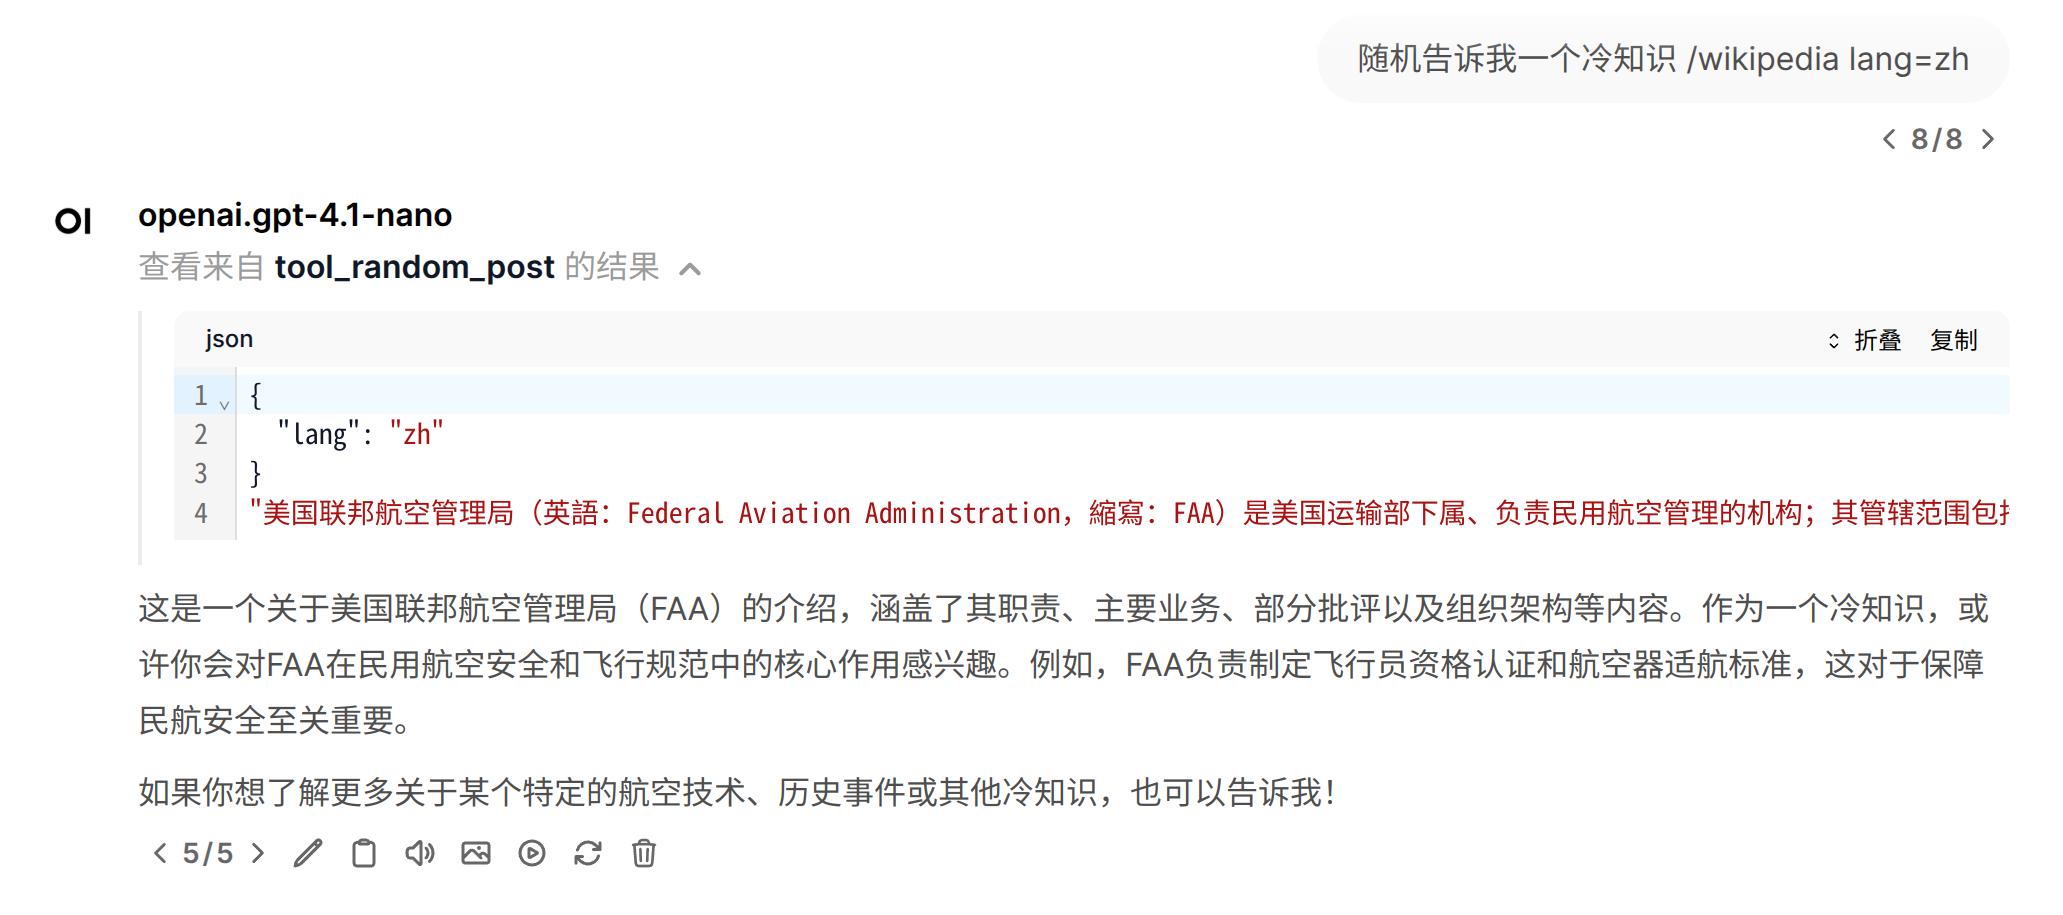 随机告诉我一个冷知识 /wikipedia lang=zh
8/8
OI openai.gpt-4.1-nano
查看来自 tool_random_post 的结果
json 折叠 复制
1 {
2 "lang": "zh"
3 }
4 "美国联邦航空管理局（英語：Federal Aviation Administration，縮寫：FAA）是美国运输部下属、负责民用航空管理的机构；其管辖范围包
这是一个关于美国联邦航空管理局（FAA）的介绍，涵盖了其职责、主要业务、部分批评以及组织架构等内容。作为一个冷知识，或
许你会对FAA在民用航空安全和飞行规范中的核心作用感兴趣。例如，FAA负责制定飞行员资格认证和航空器适航标准，这对于保障
民航安全至关重要。
如果你想了解更多关于某个特定的航空技术、历史事件或其他冷知识，也可以告诉我！
5/5